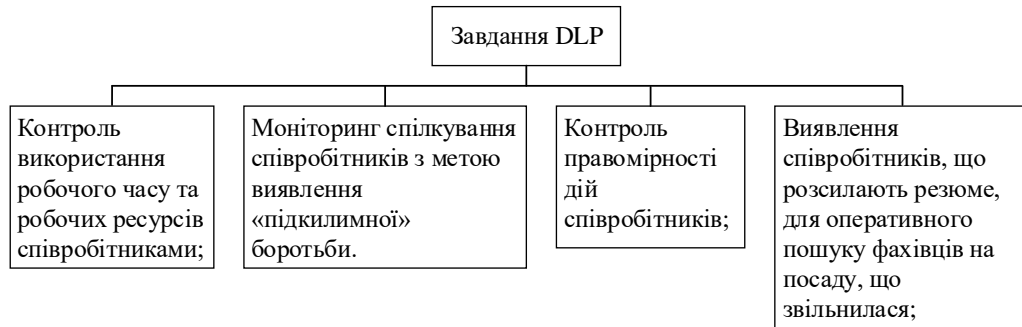 Завдання DLP
Контроль
використання
робочого часу та
робочих ресурсів
співробітниками;
Моніторинг спілкування
співробітників з метою
виявлення
«підкилимної»
боротьби.
Контроль
правомірності
дій
співробітників;
Виявлення
співробітників, що
розсилають резюме,
для оперативного
пошуку фахівців на
посаду, що
звільнилася;